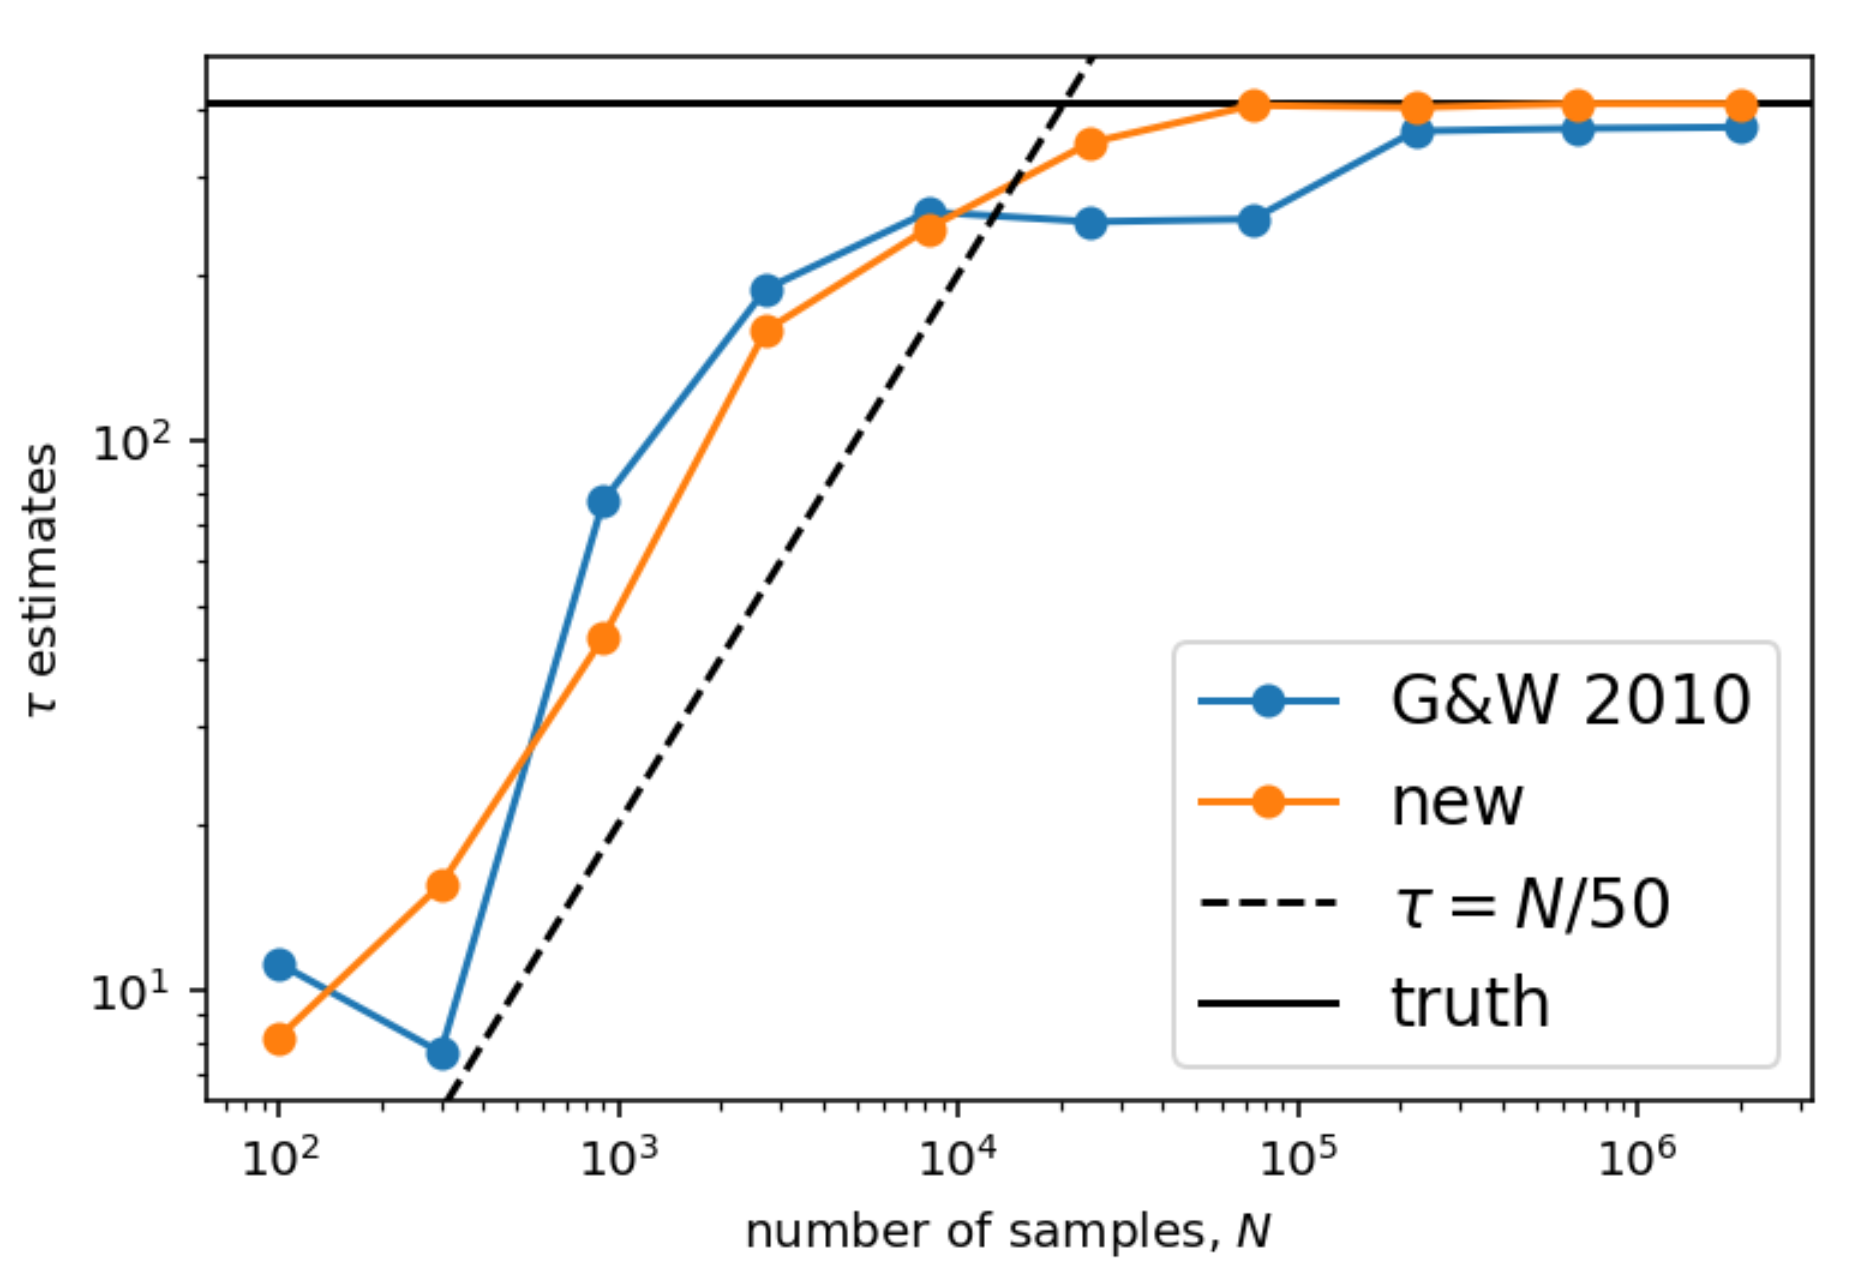 10²
10¹
τ estimates
10²
10³
10⁴
10⁵
10⁶
number of samples, N
G&W 2010
new
τ = N/50
truth